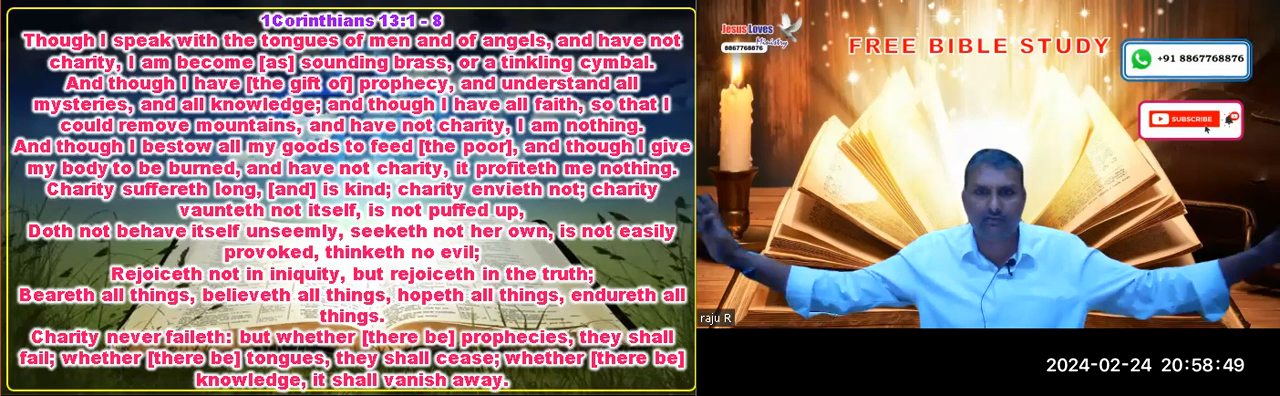 1Corinthians 13:1 - 8
Though I speak with the tongues of men and of angels, and have not
charity, I am become [as] sounding brass, or a tinkling cymbal.
And though I have [the gift of] prophecy, and understand all
mysteries, and all knowledge; and though I have all faith, so that I
could remove mountains, and have not charity, I am nothing.
And though I bestow all my goods to feed [the poor], and though I give
my body to be burned, and have not charity, it profiteth me nothing.
Charity suffereth long, [and] is kind; charity envieth not; charity
vaunteth not itself, is not puffed up,
Doth not behave itself unseemly, seeketh not her own, is not easily
provoked, thinketh no evil;
Rejoiceth not in iniquity, but rejoiceth in the truth;
Beareth all things, believeth all things, hopeth all things, endureth all
things.
Charity never faileth: but whether [there be] prophecies, they shall
fail; whether [there be] tongues, they shall cease; whether [there be]
knowledge, it shall vanish away.
Jesus Loves
Ministry
8867768876
FREE BIBLE STUDY
+91 8867768876
SUBSCRIBE
raju R
2024-02-24 20:58:49